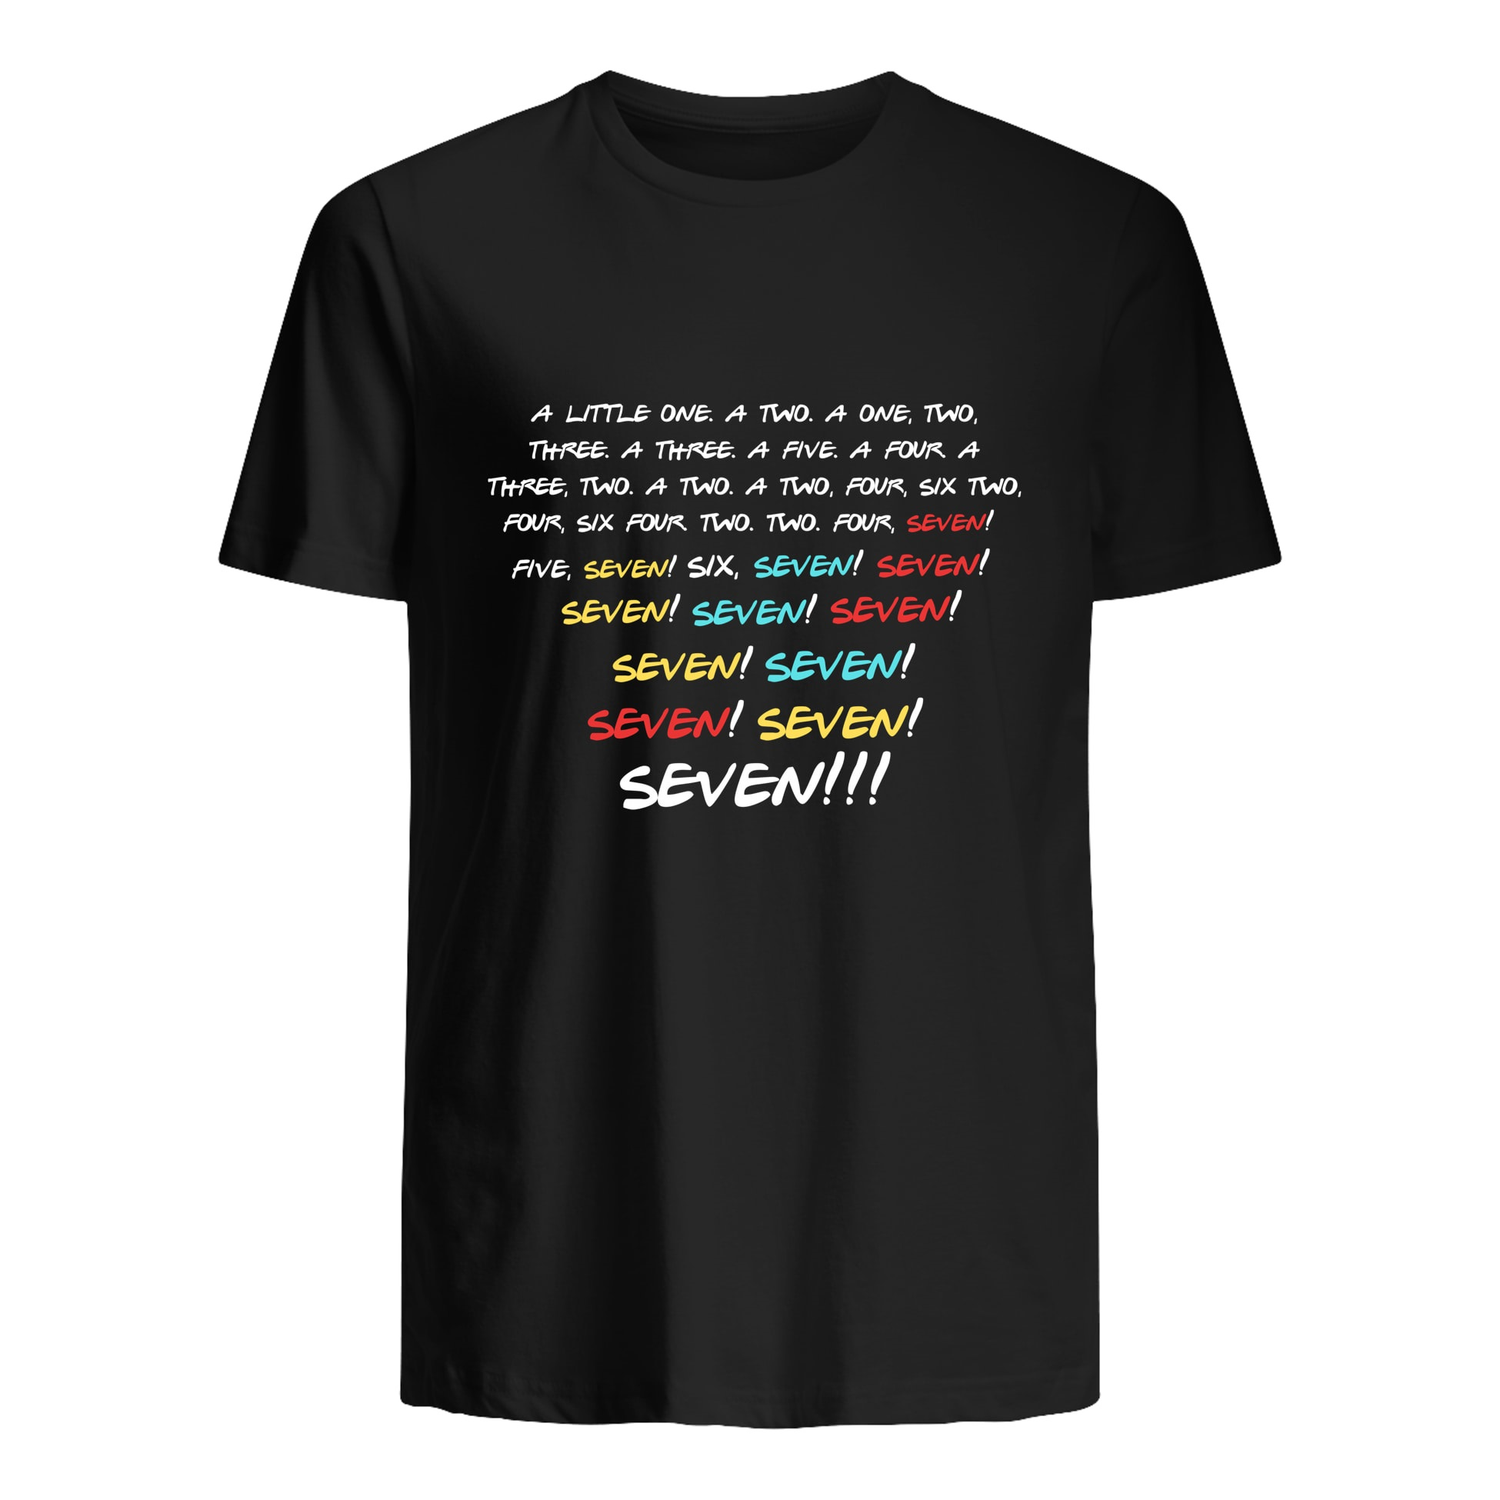 A LITTLE ONE. A TWO. A ONE, TWO,
THREE. A THREE. A FIVE. A FOUR. A
THREE, TWO. A TWO. A TWO, FOUR, SIX TWO,
FOUR, SIX FOUR. TWO. TWO. FOUR, SEVEN!
FIVE, SEVEN! SIX, SEVEN! SEVEN!
SEVEN! SEVEN! SEVEN!
SEVEN! SEVEN!
SEVEN! SEVEN!
SEVEN!!!